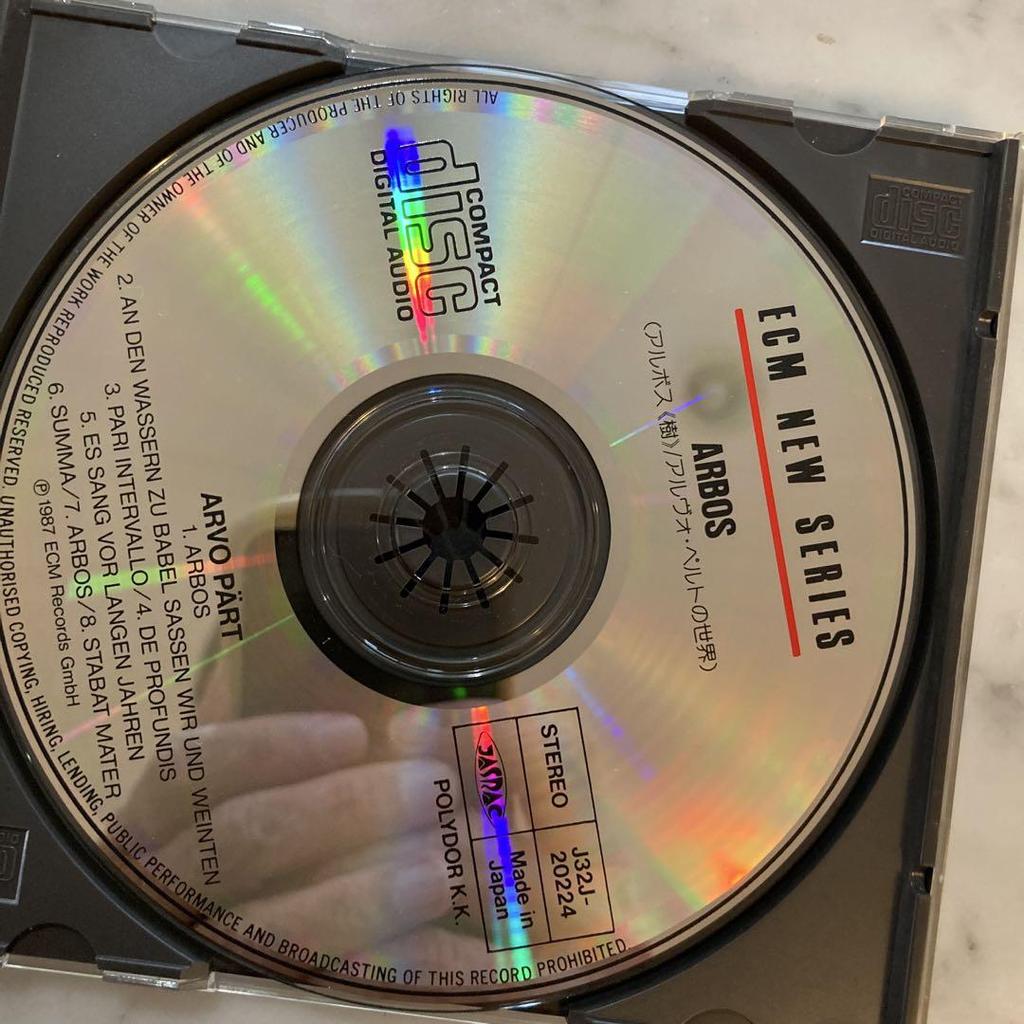 ECM NEW SERIES
ARBOS
(アルボス《樹》/アルヴォ・ペルトの世界)
COMPACT
disc
DIGITAL AUDIO
STEREO
J32J-
20224
JASRAC
Made in
Japan
POLYDOR K.K.
ARVO PÄRT
1. ARBOS
2. AN DEN WASSERN ZU BABEL SASSEN WIR UND WEINTEN
3. PARI INTERVALLO/4. DE PROFUNDIS
5. ES SANG VOR LANGEN JAHREN
6. SUMMA/7. ARBOS/8. STABAT MATER
℗ 1987 ECM Records GmbH
ALL RIGHTS OF THE PRODUCER AND OF THE OWNER OF THE WORK REPRODUCED RESERVED. UNAUTHORISED COPYING, HIRING, LENDING, PUBLIC PERFORMANCE AND BROADCASTING OF THIS RECORD PROHIBITED
COMPACT
disc
DIGITAL AUDIO